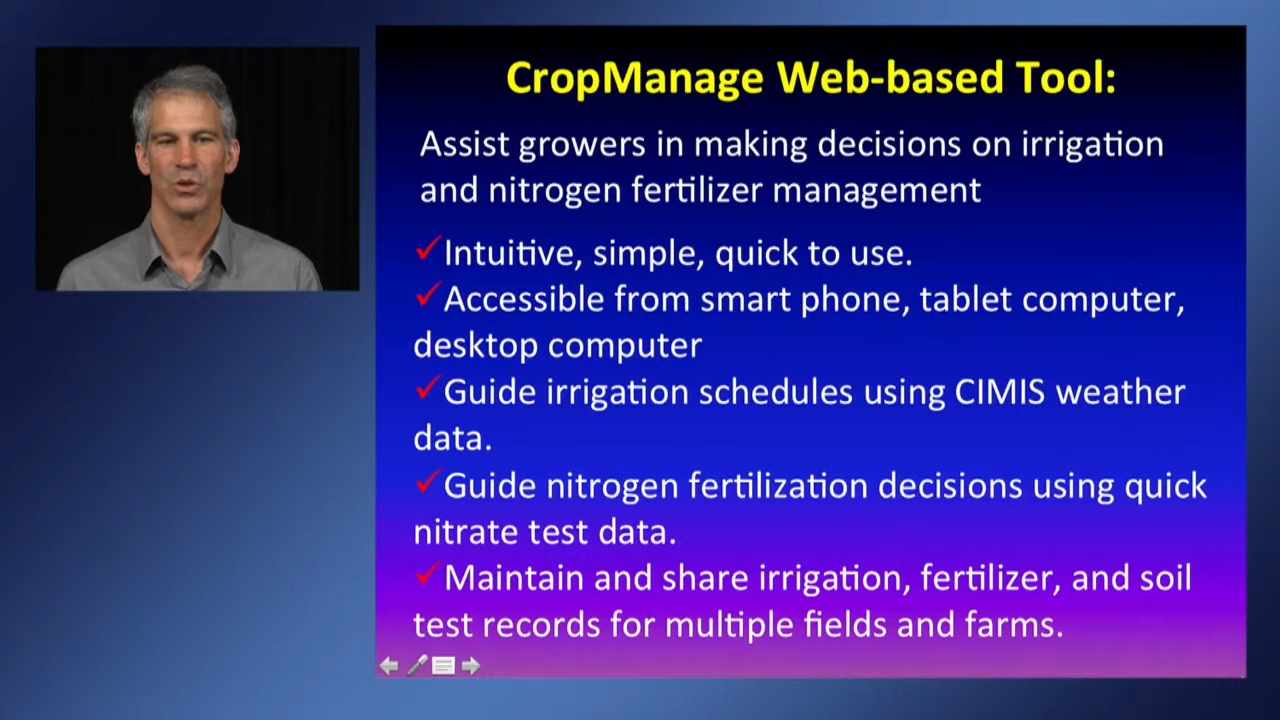 CropManage Web-based Tool:
Assist growers in making decisions on irrigation
and nitrogen fertilizer management
✓Intuitive, simple, quick to use.
✓Accessible from smart phone, tablet computer,
desktop computer
✓Guide irrigation schedules using CIMIS weather
data.
✓Guide nitrogen fertilization decisions using quick
nitrate test data.
✓Maintain and share irrigation, fertilizer, and soil
test records for multiple fields and farms.